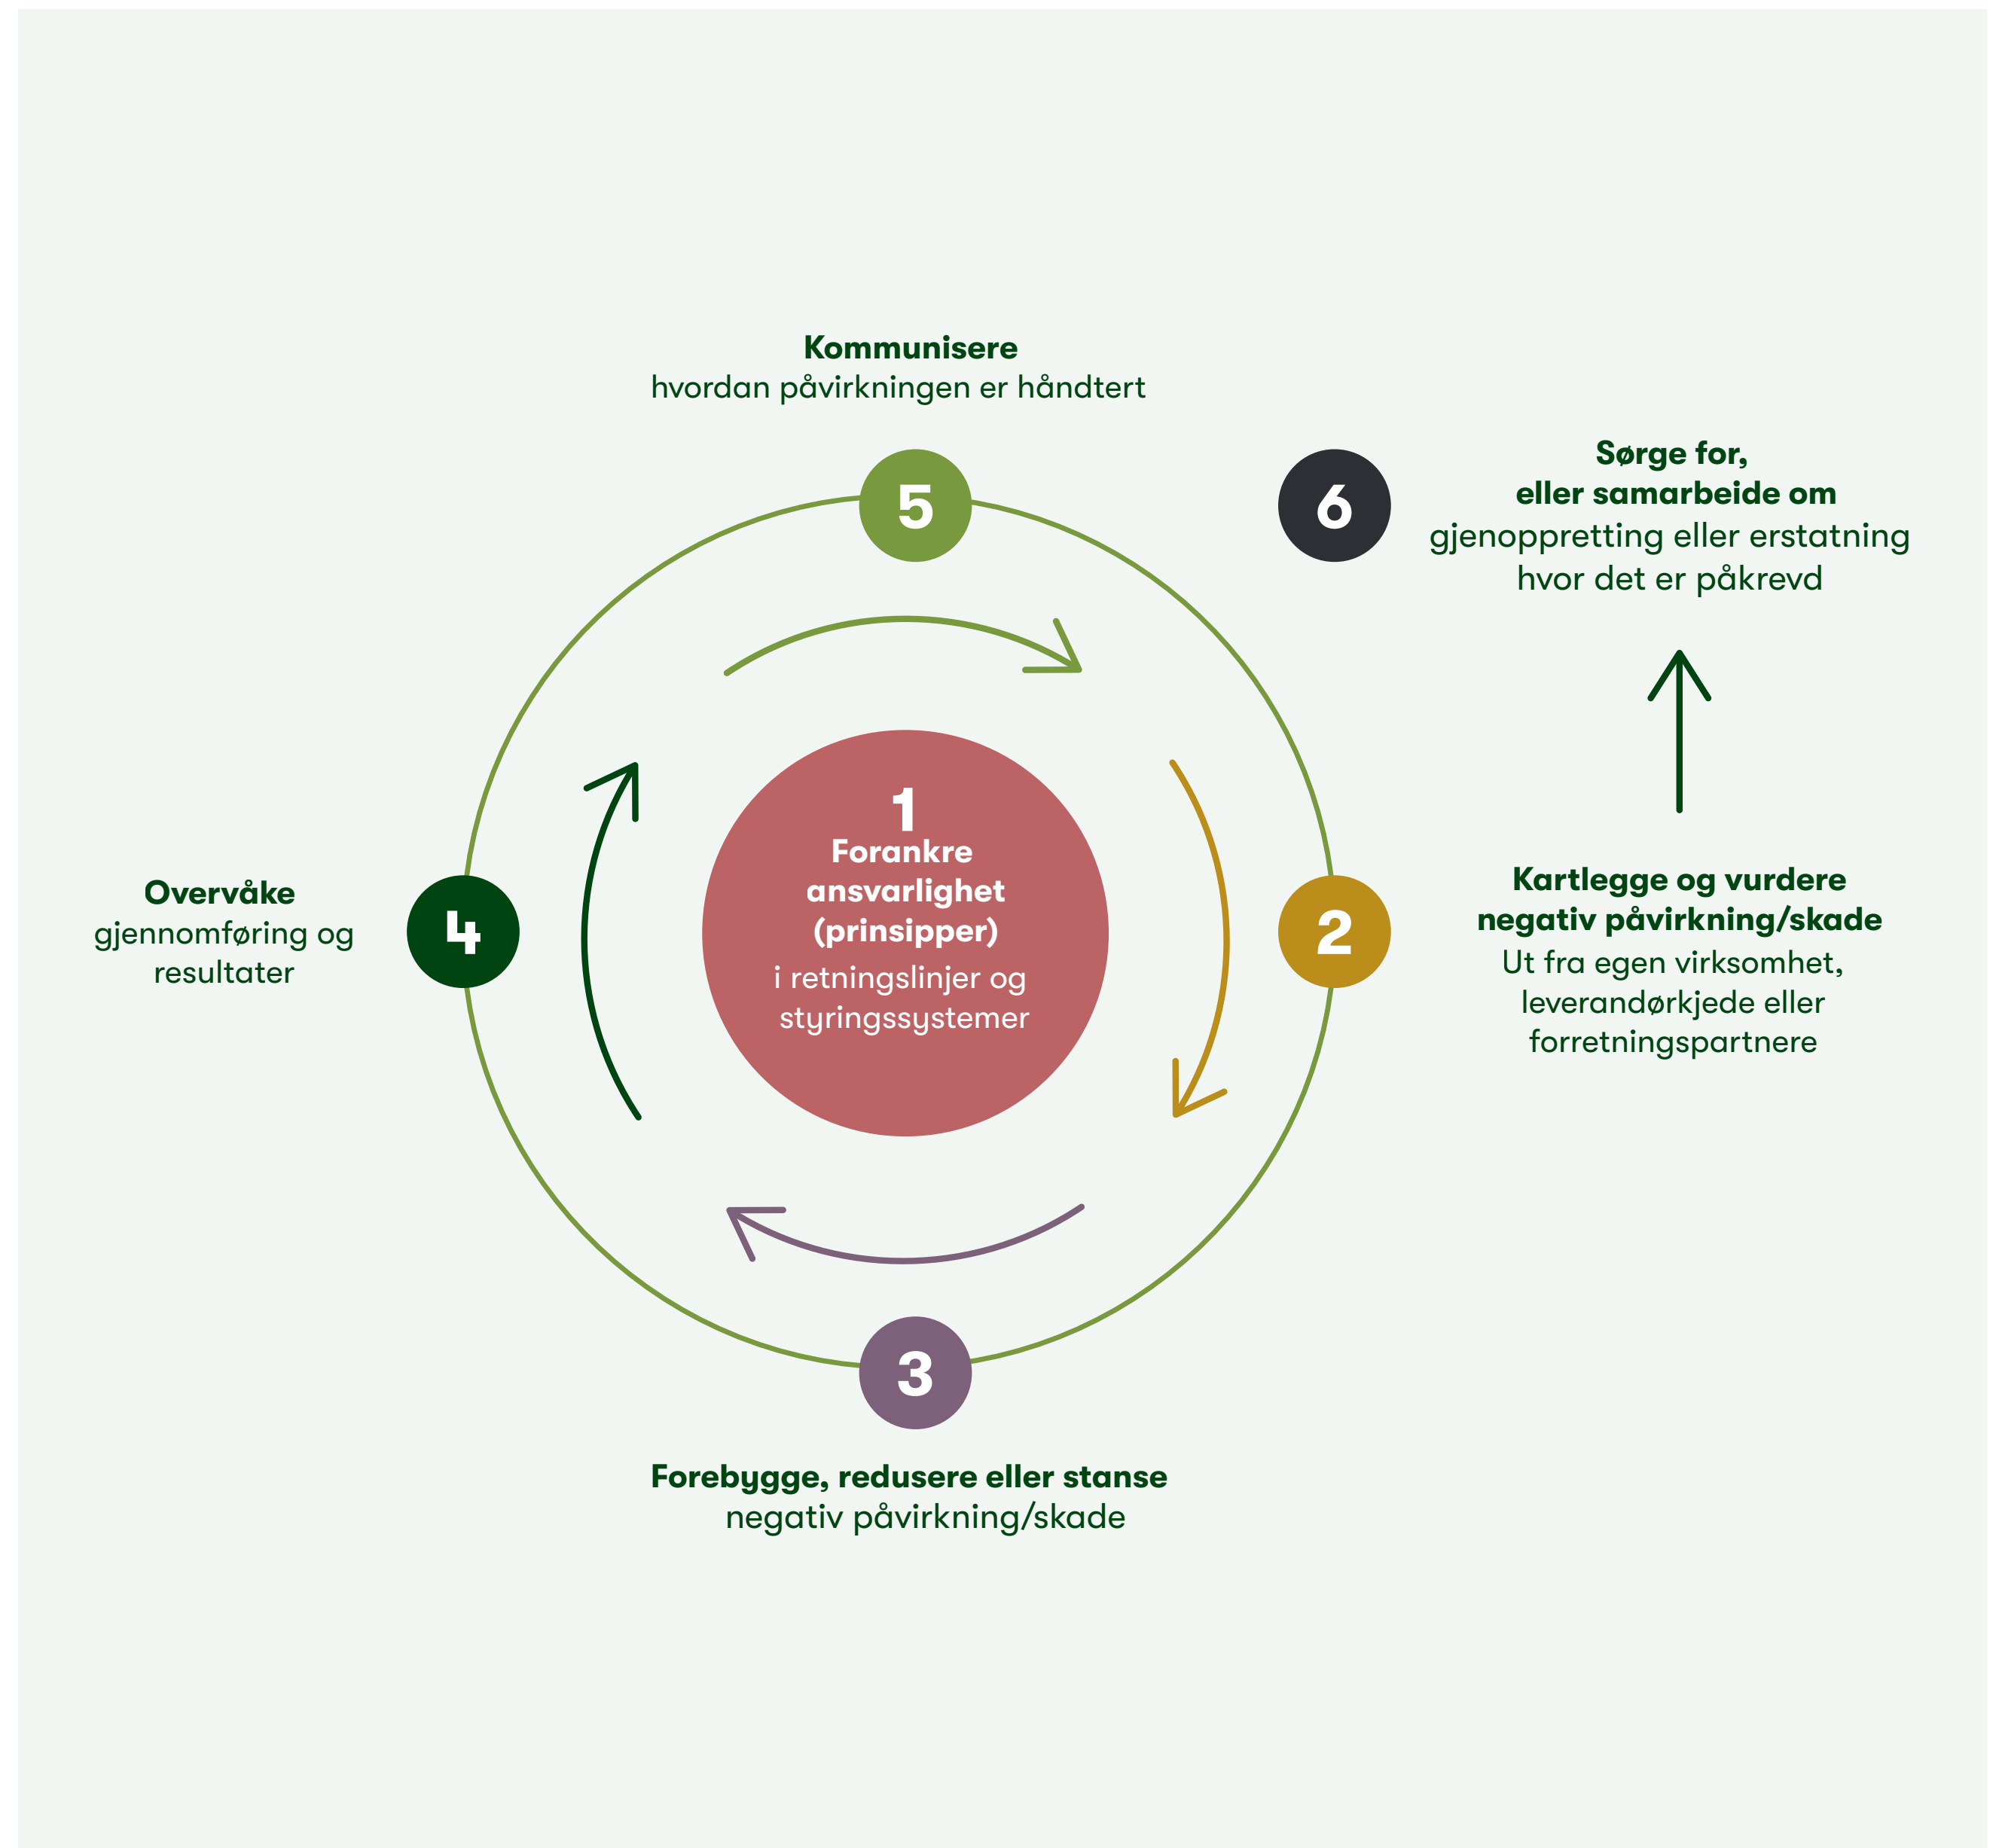 Kommunisere
hvordan påvirkningen er håndtert
5
6
Sørge for,
eller samarbeide om
gjenoppretting eller erstatning
hvor det er påkrevd
1
Forankre
ansvarlighet
(prinsipper)
i retningslinjer og
styringssystemer
2
Kartlegge og vurdere
negativ påvirkning/skade
Ut fra egen virksomhet,
leverandørkjede eller
forretningspartnere
3
Forebygge, redusere eller stanse
negativ påvirkning/skade
4
Overvåke
gjennomføring og
resultater